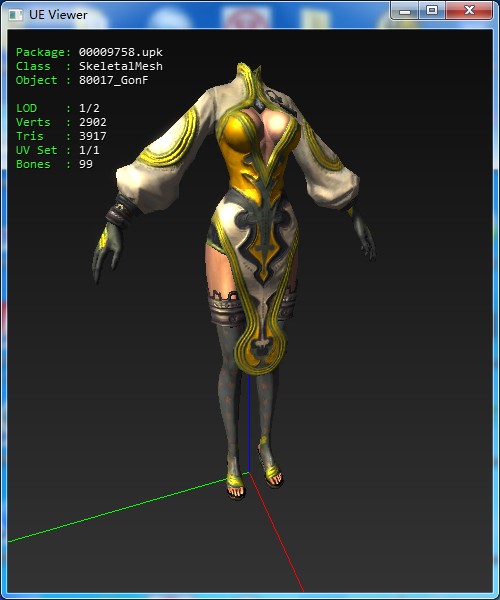 UE Viewer
Package: 00009758.upk
Class : SkeletalMesh
Object : 80017_GonF
LOD : 1/2
Verts : 2902
Tris : 3917
UV Set : 1/1
Bones : 99